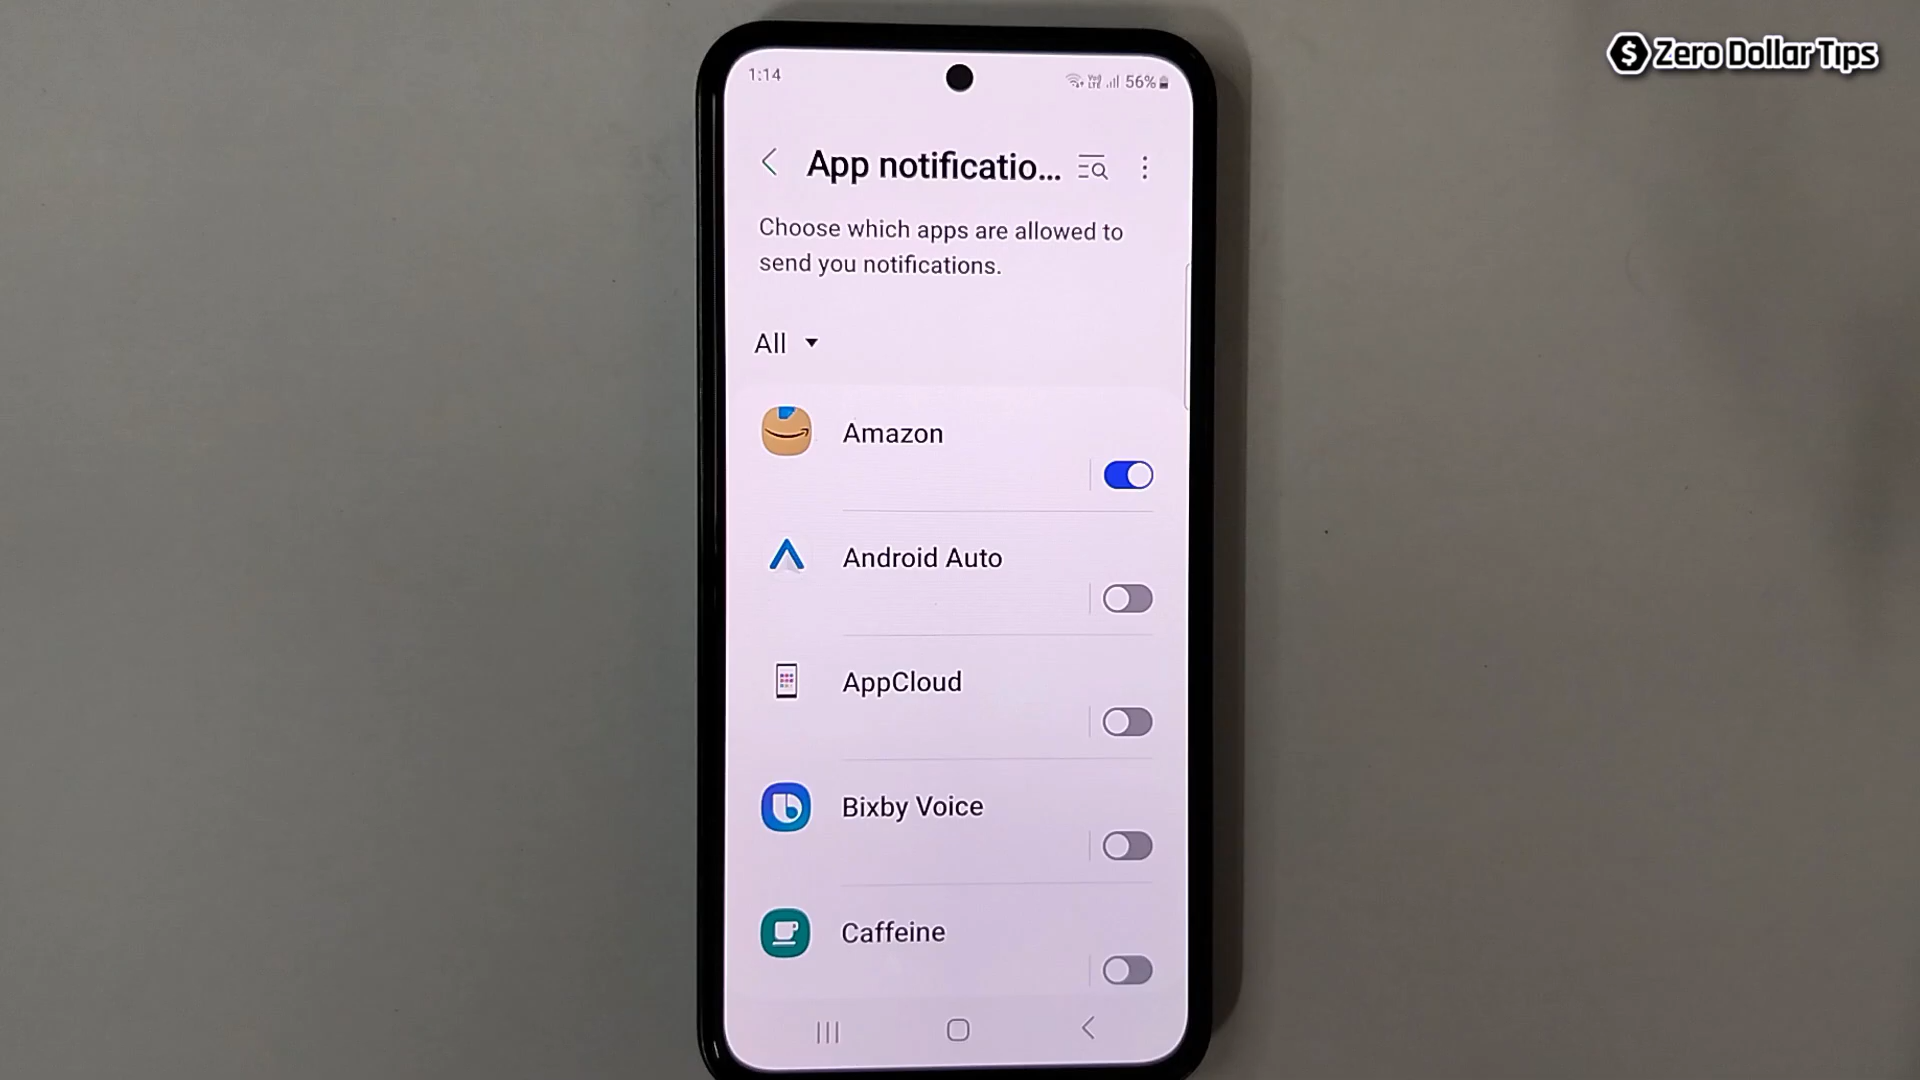 Zero Dollar Tips
1:14
56%
App notificatio...
Choose which apps are allowed to
send you notifications.
All
Amazon
Android Auto
AppCloud
Bixby Voice
Caffeine